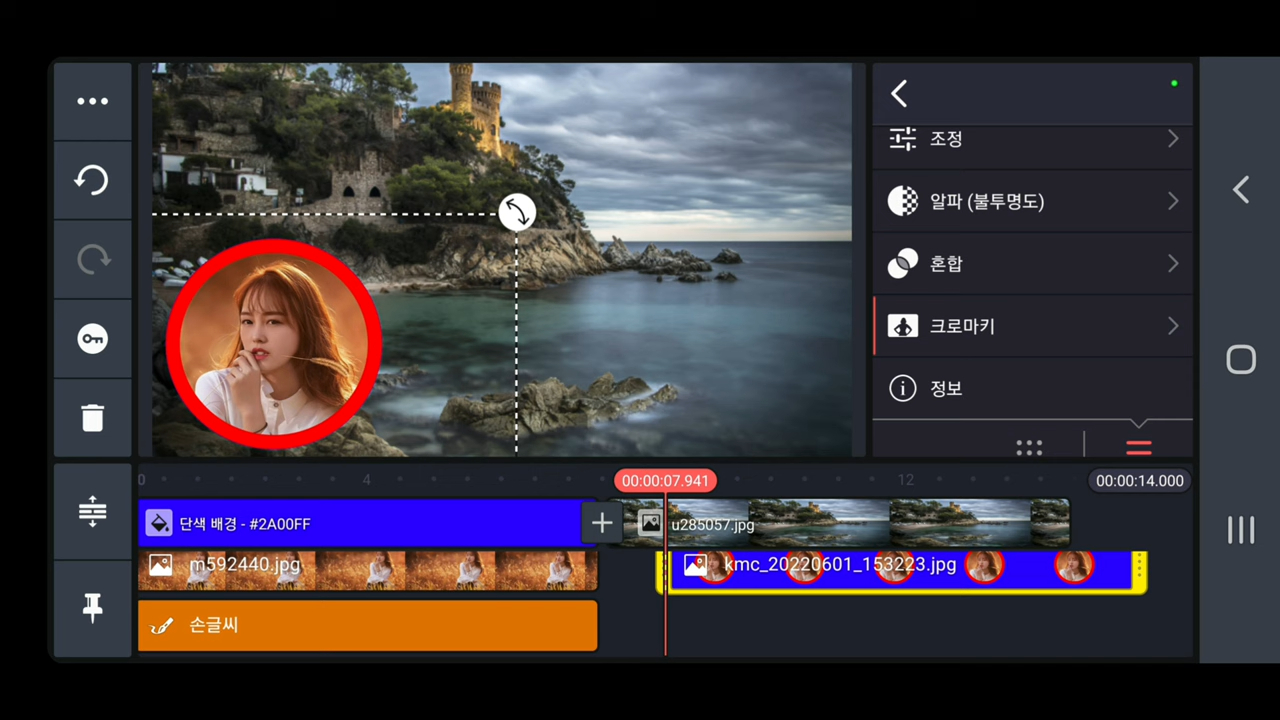 조정
알파 (불투명도)
혼합
크로마키
정보
0
4
00:00:07.941
12
00:00:14.000
단색 배경 - #2A00FF
u285057.jpg
m592440.jpg
kmc_20220601_153223.jpg
손글씨